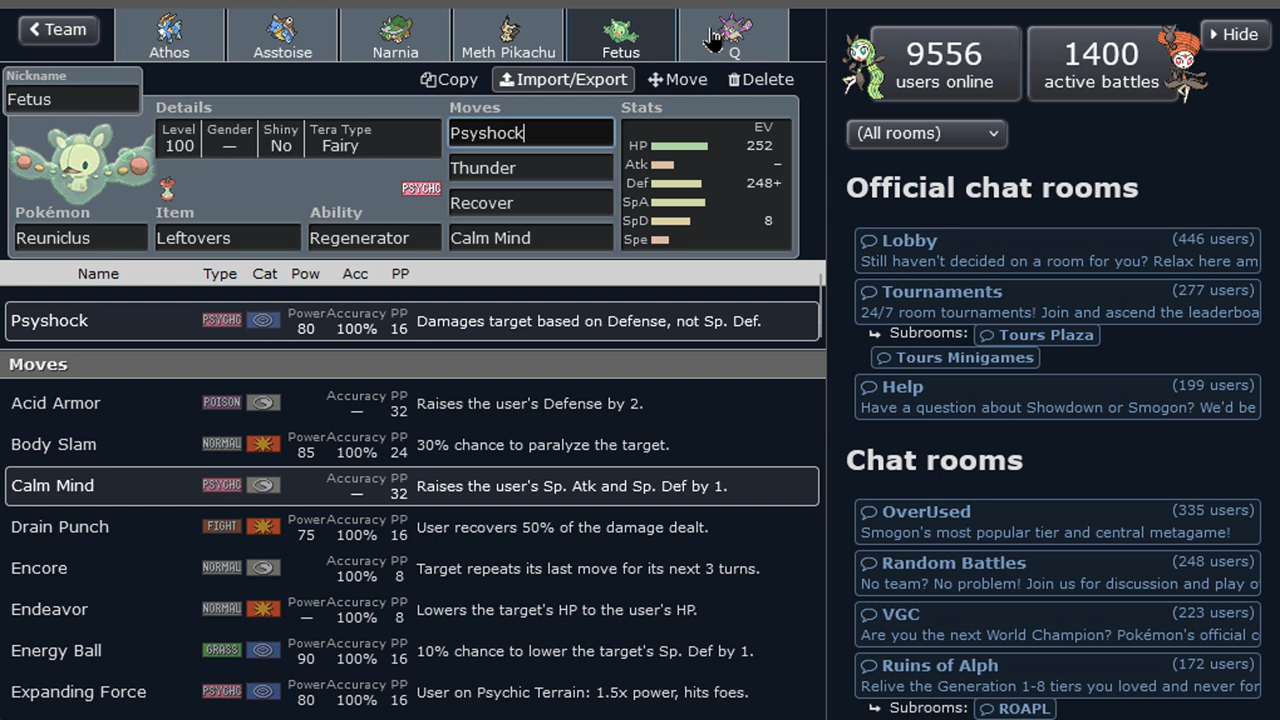 Team
Athos
Asstoise
Narnia
Meth Pikachu
Fetus
Q
Nickname
Fetus
Copy
Import/Export
Move
Delete
Details
Level
100
Gender
—
Shiny
No
Tera Type
Fairy
PSYCHC
Pokémon
Reuniclus
Item
Leftovers
Ability
Regenerator
Moves
Psyshock
Thunder
Recover
Calm Mind
Stats
EV
HP 252
Atk –
Def 248+
SpA
SpD 8
Spe
Name Type Cat Pow Acc PP
Psyshock PSYCHC Power 80 Accuracy 100% PP 16 Damages target based on Defense, not Sp. Def.
Moves
Acid Armor POISON Accuracy — PP 32 Raises the user's Defense by 2.
Body Slam NORMAL Power 85 Accuracy 100% PP 24 30% chance to paralyze the target.
Calm Mind PSYCHC Accuracy — PP 32 Raises the user's Sp. Atk and Sp. Def by 1.
Drain Punch FIGHT Power 75 Accuracy 100% PP 16 User recovers 50% of the damage dealt.
Encore NORMAL Accuracy 100% PP 8 Target repeats its last move for its next 3 turns.
Endeavor NORMAL Power — Accuracy 100% PP 8 Lowers the target's HP to the user's HP.
Energy Ball GRASS Power 90 Accuracy 100% PP 16 10% chance to lower the target's Sp. Def by 1.
Expanding Force PSYCHC Power 80 Accuracy 100% PP 16 User on Psychic Terrain: 1.5x power, hits foes.
9556
users online
1400
active battles
Hide
(All rooms)
Official chat rooms
Lobby (446 users)
Still haven't decided on a room for you? Relax here am
Tournaments (277 users)
24/7 room tournaments! Join and ascend the leaderboa
Subrooms: Tours Plaza
Tours Minigames
Help (199 users)
Have a question about Showdown or Smogon? We'd be
Chat rooms
OverUsed (335 users)
Smogon's most popular tier and central metagame!
Random Battles (248 users)
No team? No problem! Join us for discussion and play o
VGC (223 users)
Are you the next World Champion? Pokémon's official c
Ruins of Alph (172 users)
Relive the Generation 1-8 tiers you loved and never for
Subrooms: ROAPL